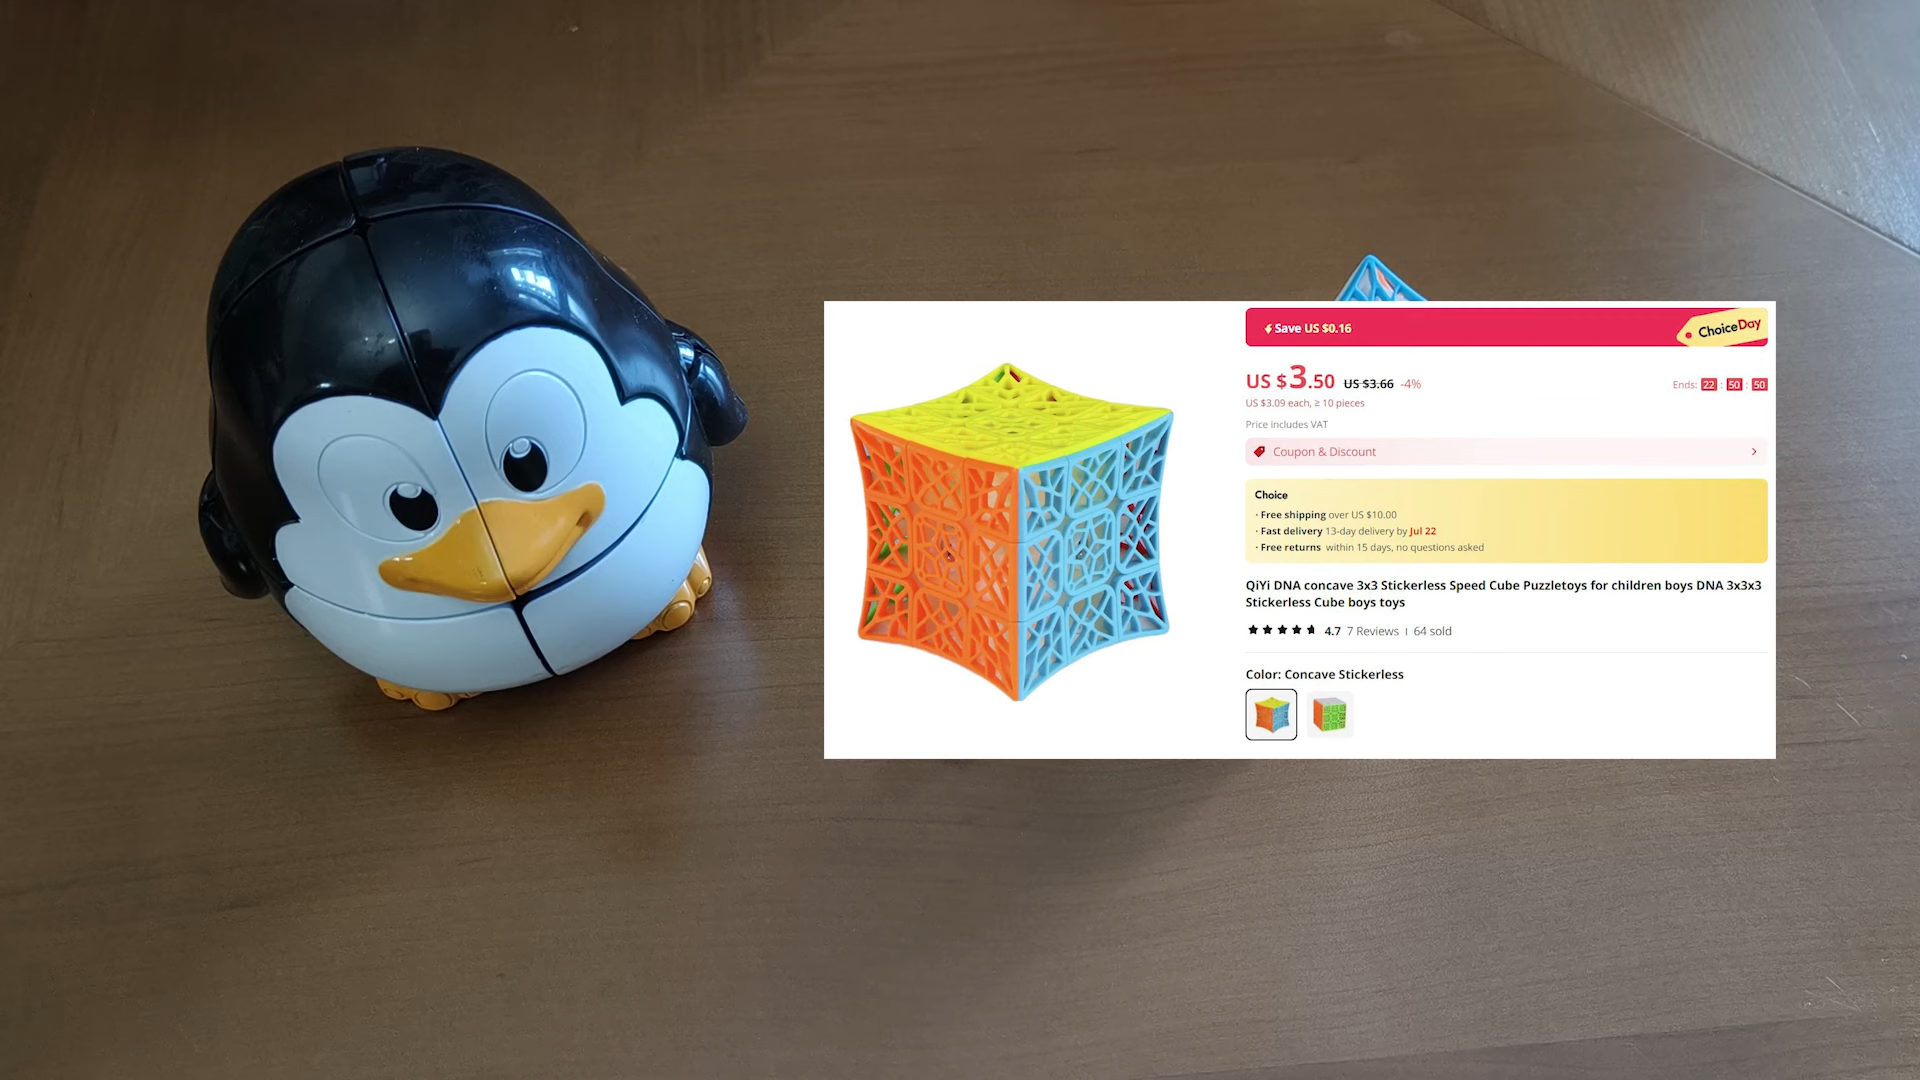 Save US $0.16
ChoiceDay
US $3.50 US $3.66 -4%
Ends: 22 : 50 : 50
US $3.09 each, ≥ 10 pieces
Price includes VAT
Coupon & Discount
Choice
· Free shipping over US $10.00
· Fast delivery 13-day delivery by Jul 22
· Free returns within 15 days, no questions asked
QiYi DNA concave 3x3 Stickerless Speed Cube Puzzletoys for children boys DNA 3x3x3
Stickerless Cube boys toys
4.7 7 Reviews | 64 sold
Color: Concave Stickerless